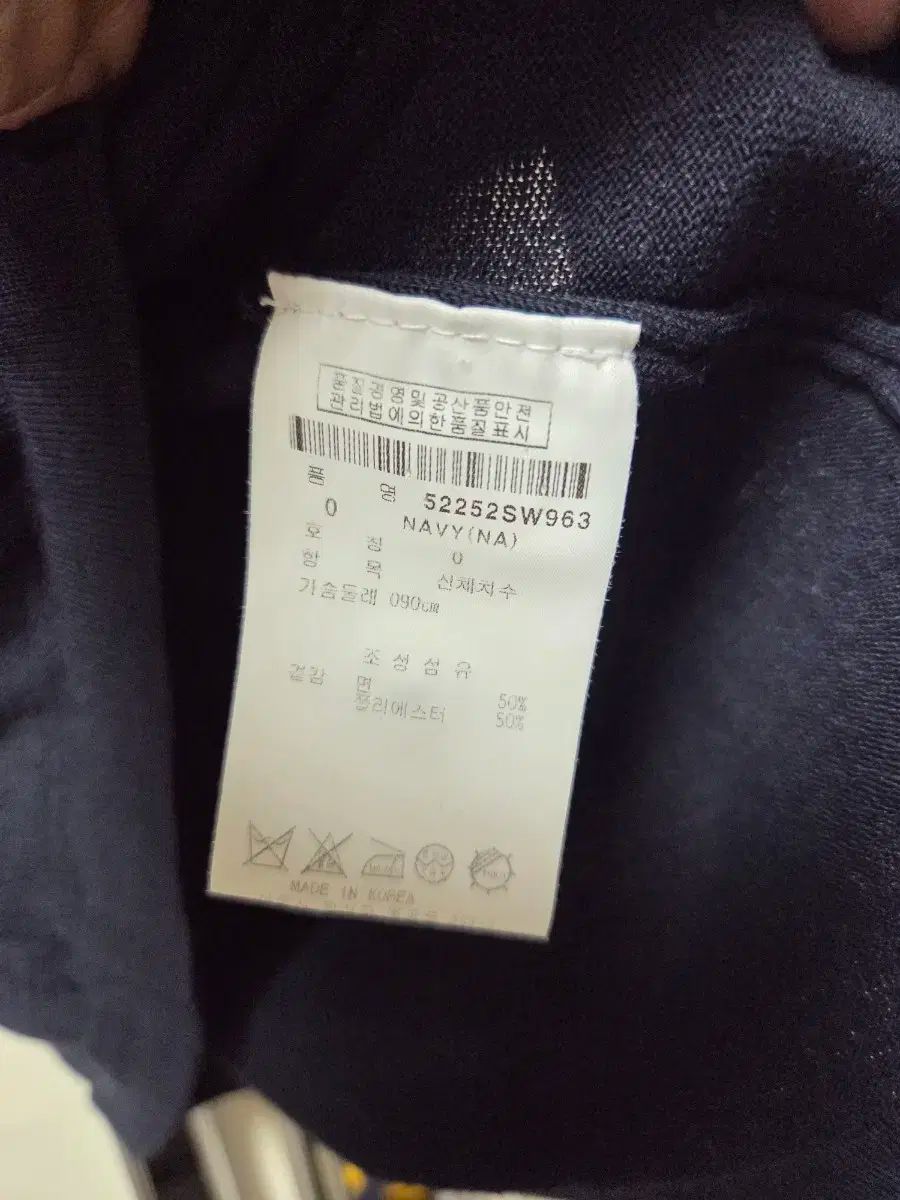 품질경영및공산품안전
관리법에의한품질표시
품 명 52252SW963
0 NAVY(NA)
호 칭 0
항 목 신체치수
가슴둘레 090cm
조 성 섬 유
겉감 면 50%
폴리에스터 50%
MADE IN KOREA